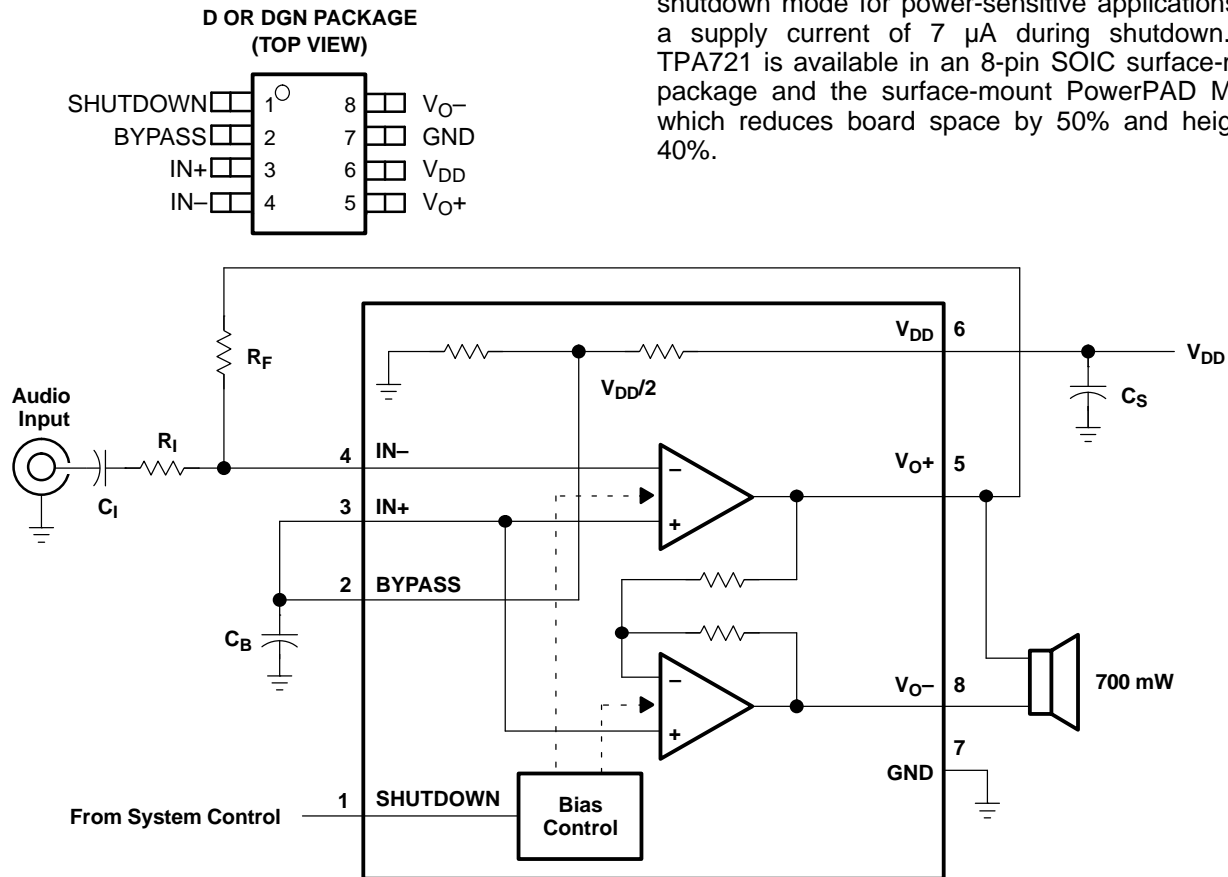 D OR DGN PACKAGE
(TOP VIEW)
SHUTDOWN 1 8 VO–
BYPASS 2 7 GND
IN+ 3 6 VDD
IN– 4 5 VO+
shutdown mode for power-sensitive applications
a supply current of 7 µA during shutdown.
TPA721 is available in an 8-pin SOIC surface-
package and the surface-mount PowerPAD
which reduces board space by 50% and
40%.
VDD 6
VDD
RF
VDD/2
CS
Audio
Input
RI
CI
4 IN–
VO+ 5
–
+
3 IN+
2 BYPASS
CB
–
+
VO– 8
700 mW
7
GND
From System Control
1 SHUTDOWN
Bias
Control